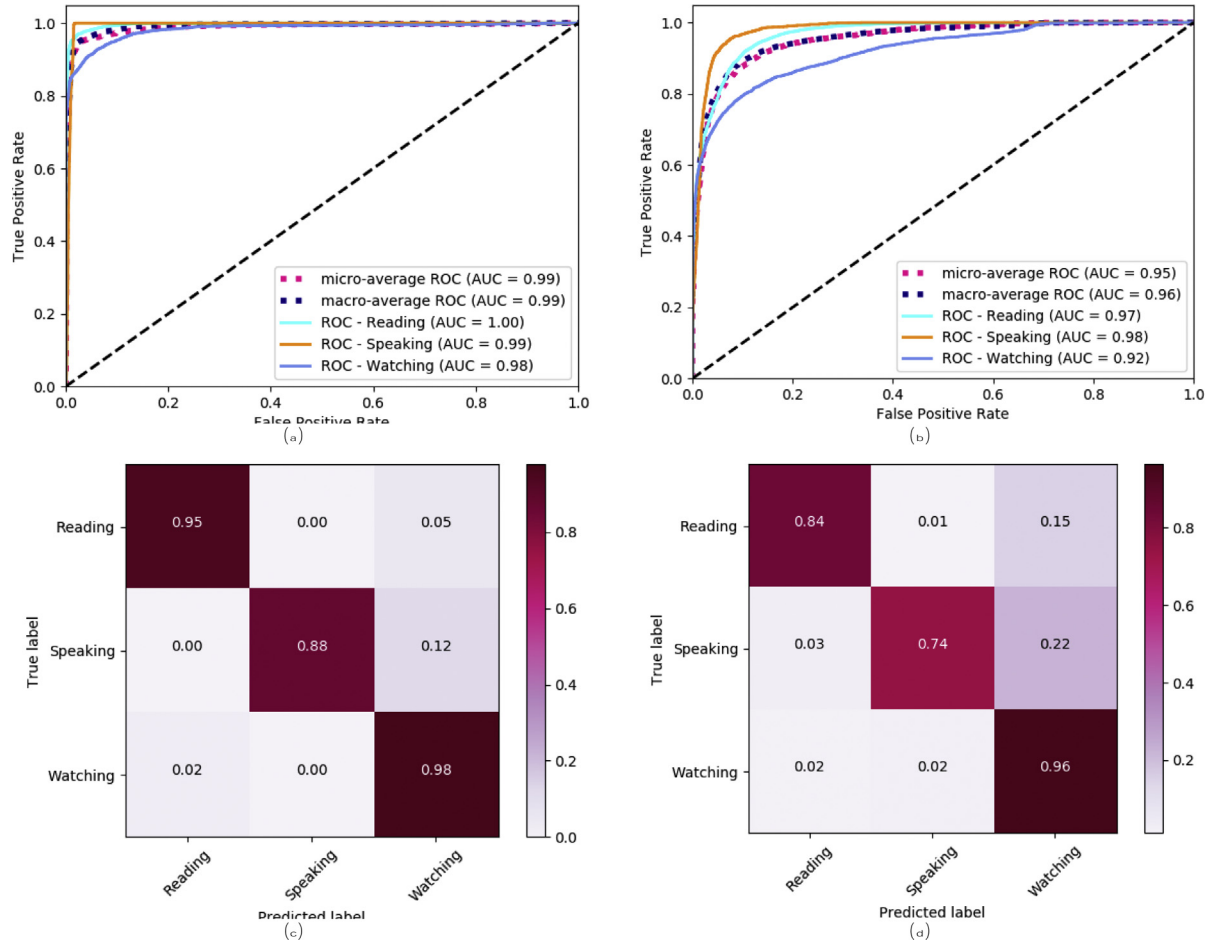 1.0
0.8
0.6
0.4
0.2
0.0
True Positive Rate
micro-average ROC (AUC = 0.99)
macro-average ROC (AUC = 0.99)
ROC - Reading (AUC = 1.00)
ROC - Speaking (AUC = 0.99)
ROC - Watching (AUC = 0.98)
0.0 0.2 0.4 0.6 0.8 1.0
False Positive Rate
(a)
1.0
0.8
0.6
0.4
0.2
0.0
True Positive Rate
micro-average ROC (AUC = 0.95)
macro-average ROC (AUC = 0.96)
ROC - Reading (AUC = 0.97)
ROC - Speaking (AUC = 0.98)
ROC - Watching (AUC = 0.92)
0.0 0.2 0.4 0.6 0.8 1.0
False Positive Rate
(b)
True label
Reading 0.95 0.00 0.05
Speaking 0.00 0.88 0.12
Watching 0.02 0.00 0.98
Reading Speaking Watching
Predicted label
0.8
0.6
0.4
0.2
0.0
(c)
True label
Reading 0.84 0.01 0.15
Speaking 0.03 0.74 0.22
Watching 0.02 0.02 0.96
Reading Speaking Watching
Predicted label
0.8
0.6
0.4
0.2
(d)